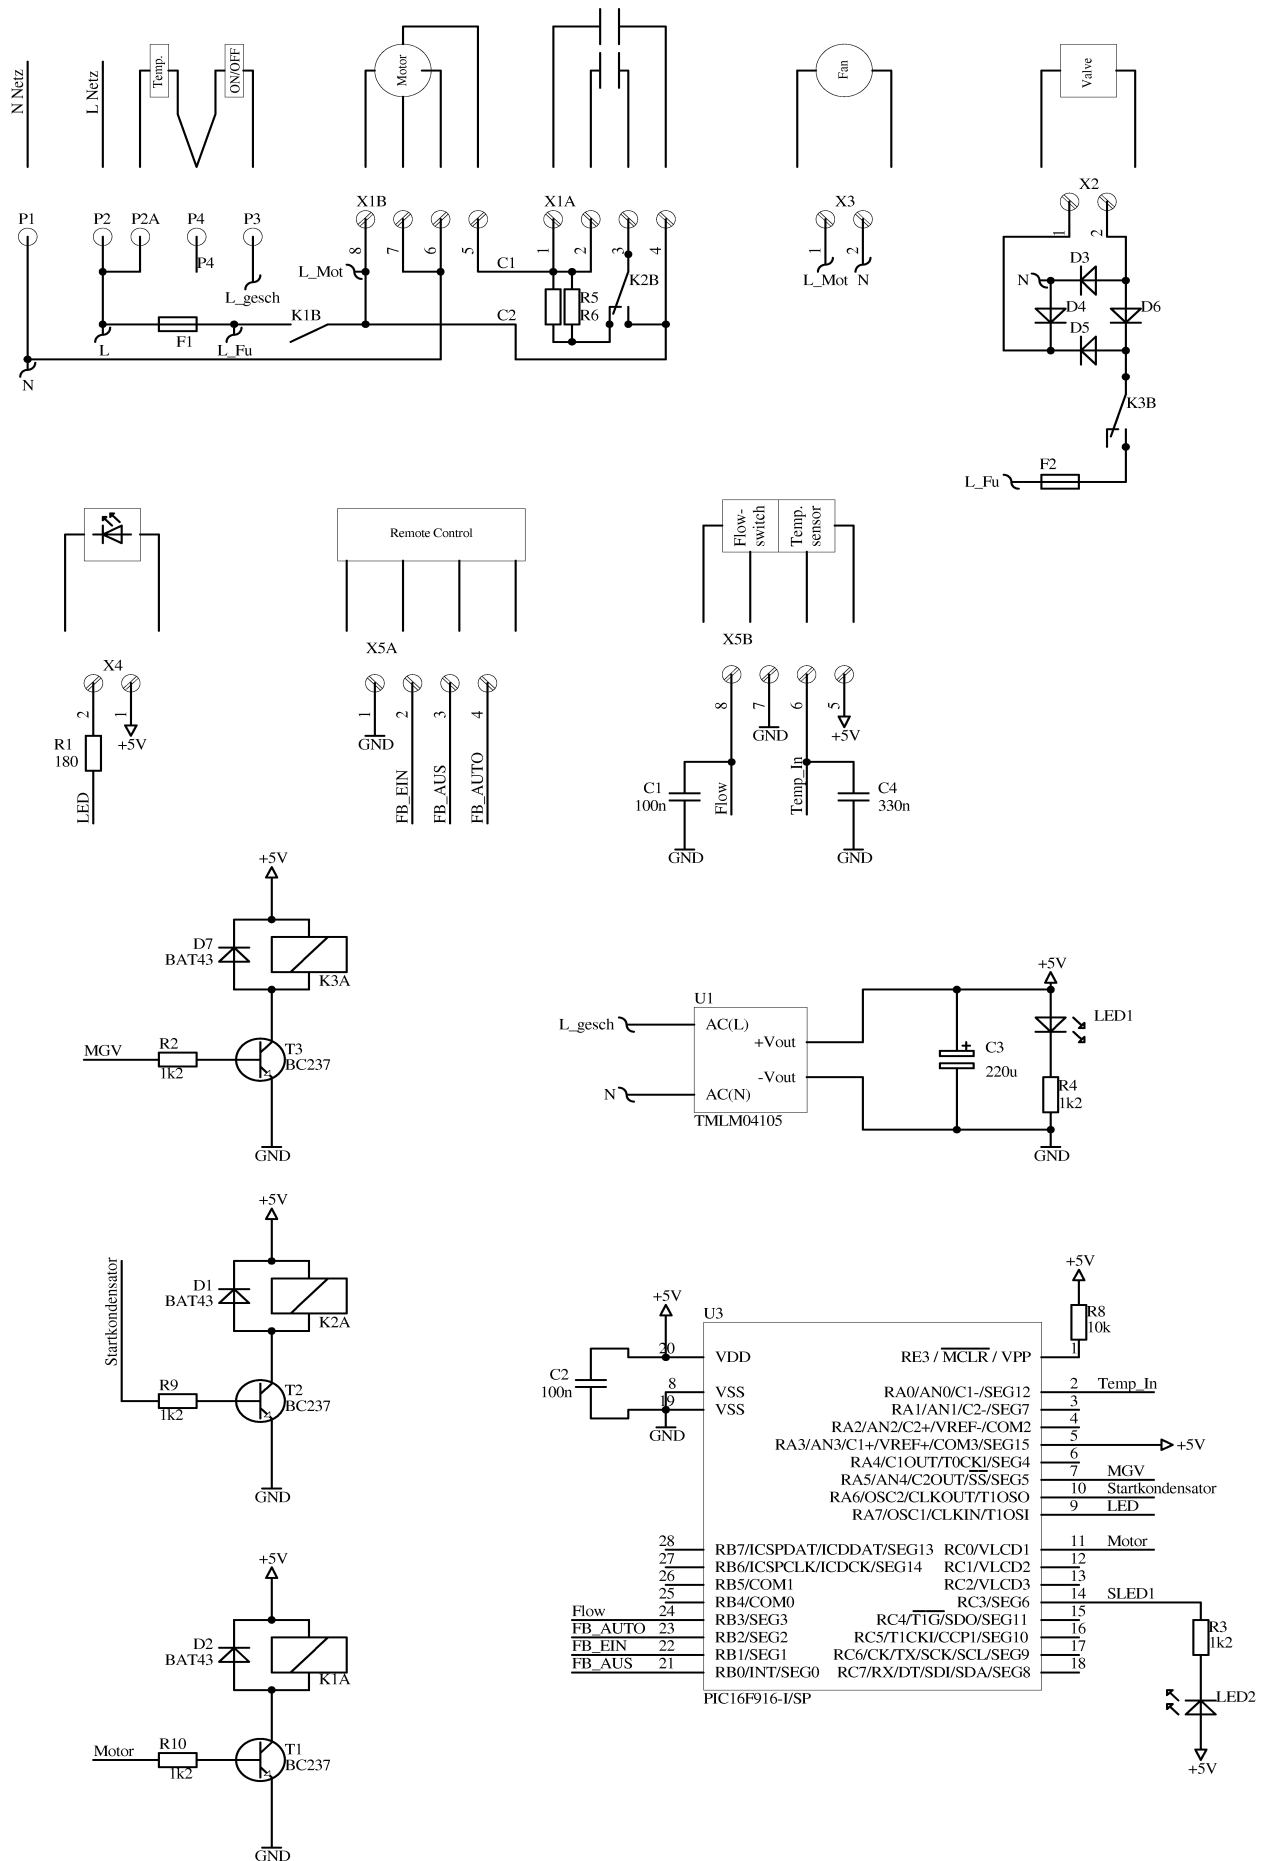 N Netz
L Netz
Temp.
ON/OFF
Motor
Fan
Valve
P1
P2
P2A
P4
P3
X1B
X1A
X3
X2
8
7
6
5
1
2
3
4
1
2
1
2
P4
L_gesch
L_Mot
C1
K2B
L_Mot
N
N
D3
D4
D5
D6
R5
R6
K1B
C2
L
F1
L_Fu
N
K3B
F2
L_Fu
Remote Control
Flow-
switch
Temp.
sensor
X4
X5A
X5B
2
1
1
2
3
4
8
7
6
5
R1
180
+5V
GND
GND
+5V
LED
FB_EIN
FB_AUS
FB_AUTO
Flow
Temp_In
C1
100n
C4
330n
GND
GND
+5V
D7
BAT43
K3A
MGV
R2
1k2
T3
BC237
GND
U1
L_gesch
AC(L)
+Vout
-Vout
N
AC(N)
TMLM04105
C3
220u
+5V
LED1
R4
1k2
GND
+5V
D1
BAT43
K2A
Startkondensator
R9
1k2
T2
BC237
GND
+5V
D2
BAT43
K1A
Motor
R10
1k2
T1
BC237
GND
+5V
R8
10k
+5V
U3
C2
100n
GND
20 VDD
8 VSS
19 VSS
RE3 / MCLR / VPP 1
RA0/AN0/C1-/SEG12 2 Temp_In
RA1/AN1/C2-/SEG7 3
RA2/AN2/C2+/VREF-/COM2 4
RA3/AN3/C1+/VREF+/COM3/SEG15 5 +5V
RA4/C1OUT/T0CKI/SEG4 6
RA5/AN4/C2OUT/SS/SEG5 7 MGV
RA6/OSC2/CLKOUT/T1OSO 10 Startkondensator
RA7/OSC1/CLKIN/T1OSI 9 LED
28 RB7/ICSPDAT/ICDDAT/SEG13 RC0/VLCD1 11 Motor
27 RB6/ICSPCLK/ICDCK/SEG14 RC1/VLCD2 12
26 RB5/COM1 RC2/VLCD3 13
25 RB4/COM0 RC3/SEG6 14 SLED1
Flow 24 RB3/SEG3 RC4/T1G/SDO/SEG11 15
FB_AUTO 23 RB2/SEG2 RC5/T1CKI/CCP1/SEG10 16
FB_EIN 22 RB1/SEG1 RC6/CK/TX/SCK/SCL/SEG9 17
FB_AUS 21 RB0/INT/SEG0 RC7/RX/DT/SDI/SDA/SEG8 18
PIC16F916-I/SP
R3
1k2
LED2
+5V